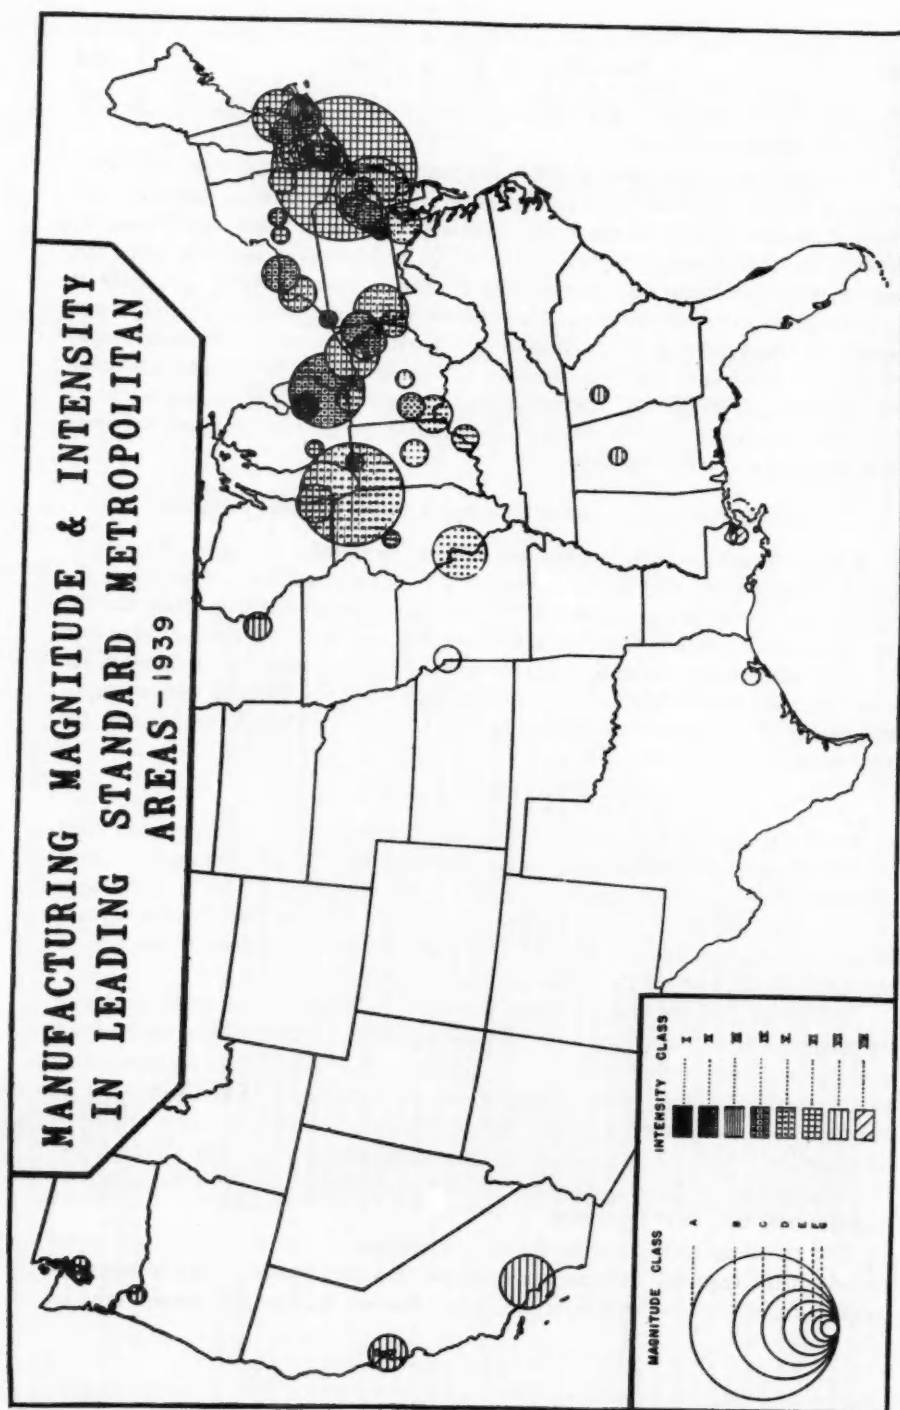 MANUFACTURING MAGNITUDE & INTENSITY
IN LEADING STANDARD METROPOLITAN
AREAS-1939
MAGNITUDE CLASS
A
B
C
D
E
INTENSITY CLASS
I
II
III
IV
V
VI
VII
VIII